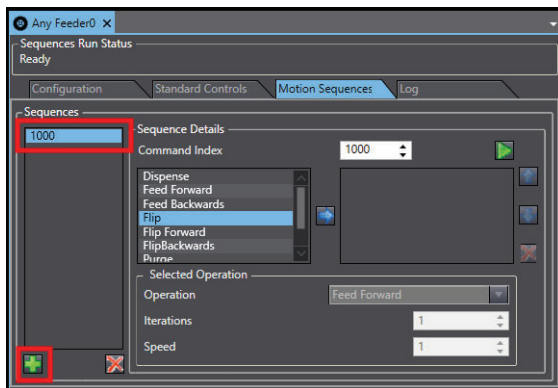 Any Feeder0
Sequences Run Status
Ready
Configuration
Standard Controls
Motion Sequences
Log
Sequences
1000
Sequence Details
Command Index
1000
Dispense
Feed Forward
Feed Backwards
Flip
Flip Forward
FlipBackwards
Purge
Selected Operation
Operation
Feed Forward
Iterations
1
Speed
1